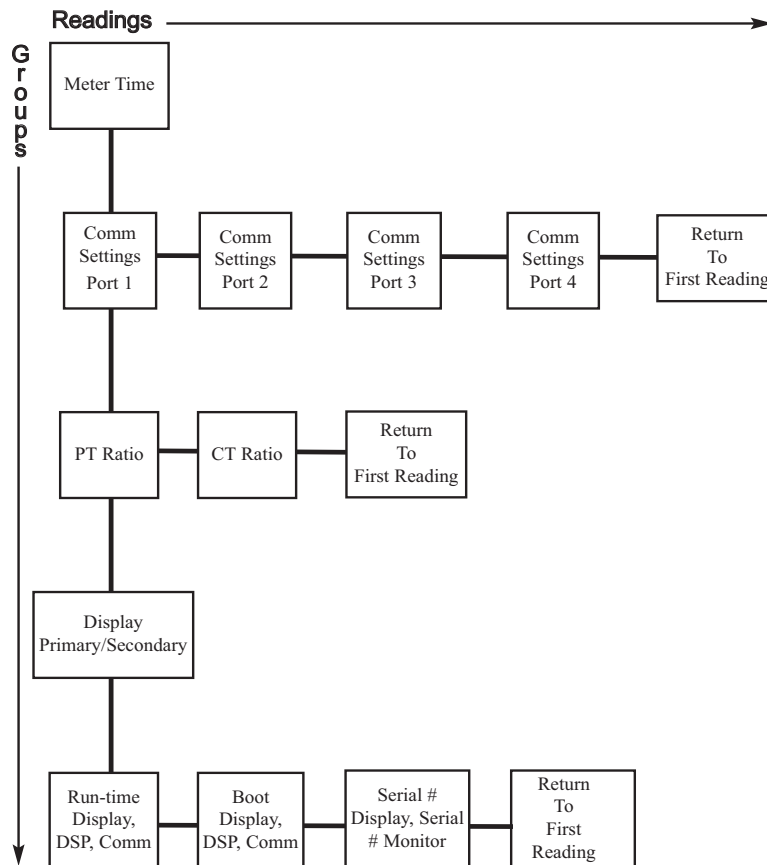 Readings
Groups
Meter Time
Comm
Settings
Port 1
Comm
Settings
Port 2
Comm
Settings
Port 3
Comm
Settings
Port 4
Return
To
First Reading
PT Ratio
CT Ratio
Return
To
First Reading
Display
Primary/Secondary
Run-time
Display,
DSP, Comm
Boot
Display,
DSP, Comm
Serial #
Display, Serial
# Monitor
Return
To
First
Reading